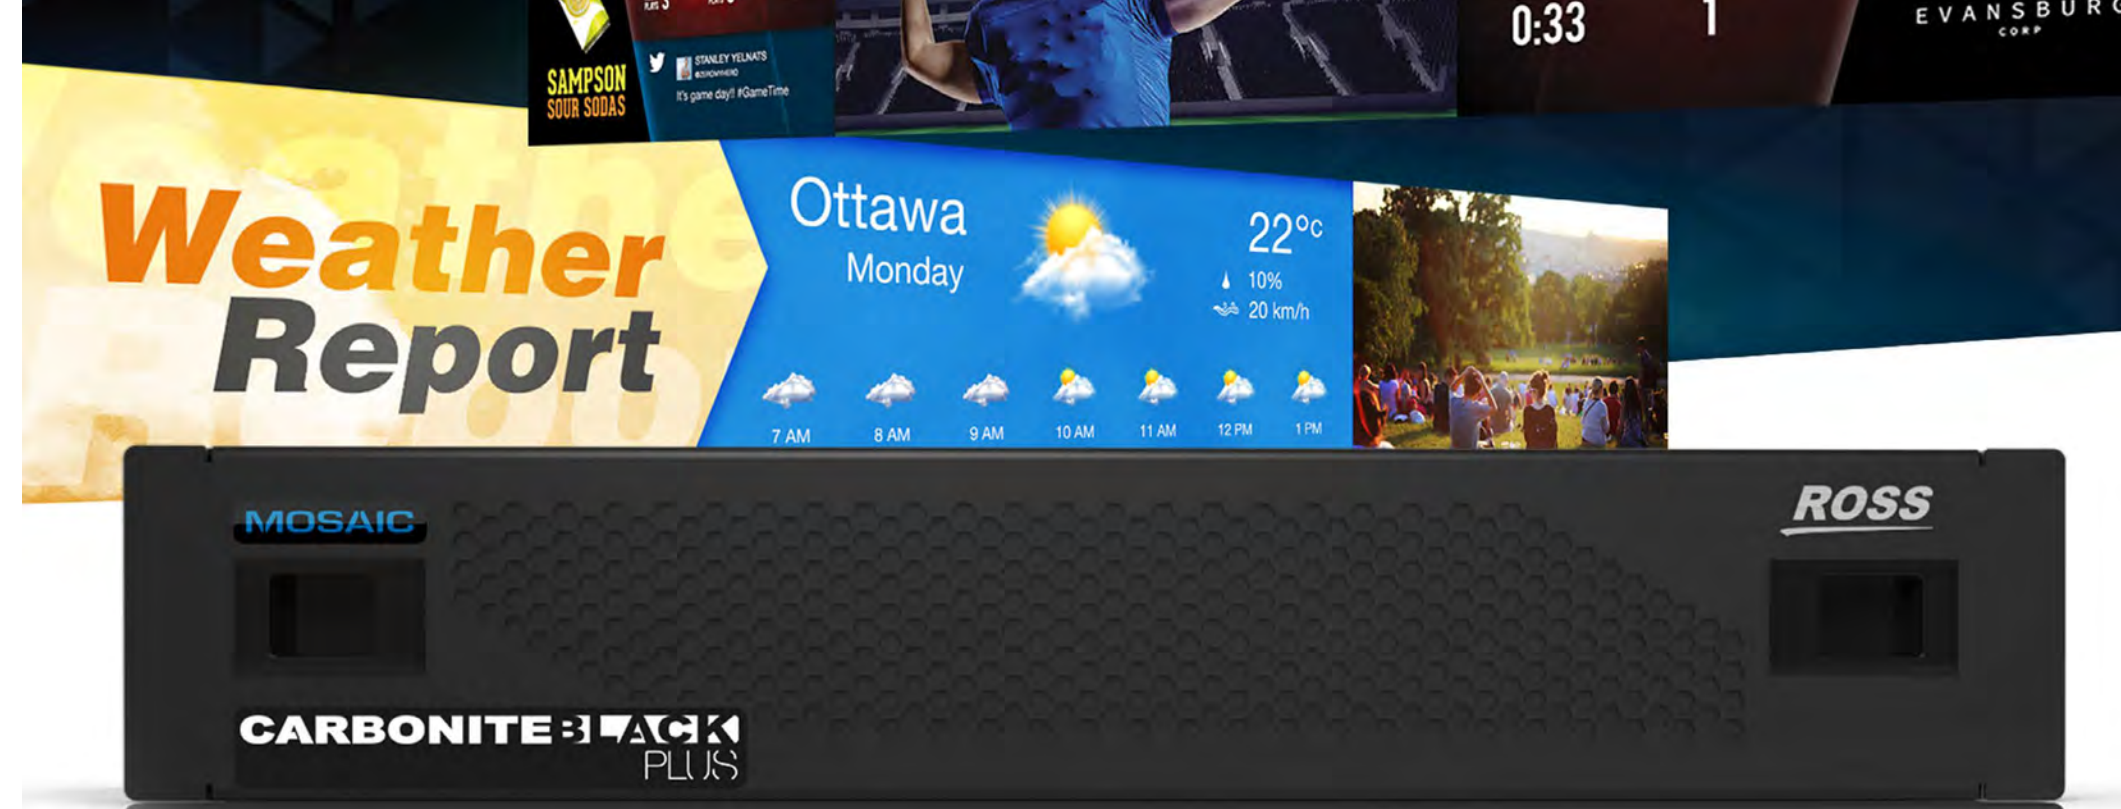 3
0:33
1
EVANSBURG
CORP
SAMPSON
SOUR SODAS
STANLEY YELNATS
It's game day!! #GameTime
Weather
Report
Ottawa
Monday
22°C
10%
20 km/h
7 AM
8 AM
9 AM
10 AM
11 AM
12 PM
1 PM
MOSAIC
ROSS
CARBONITE BLACK
PLUS